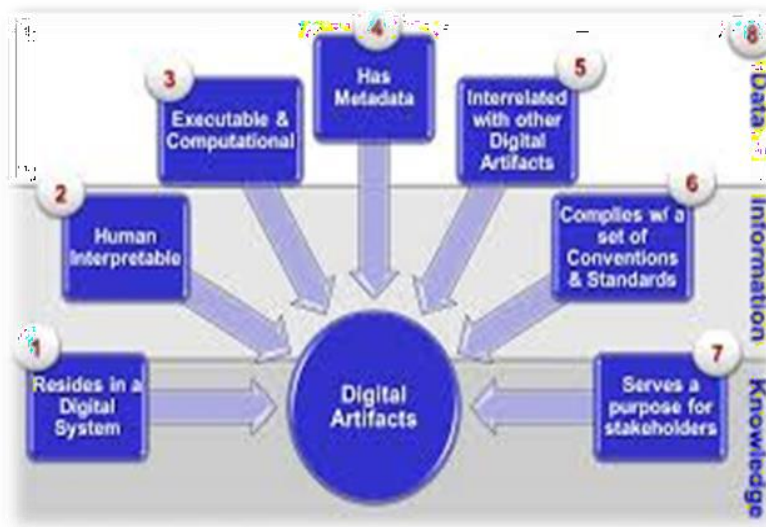 4
8
3
5
Has
Metadata
Executable &
Computational
Interrelated
with other
Digital
Artifacts
Data
2
6
Human
Interpretable
Complies w/ a
set of
Conventions
& Standards
Information
1
7
Resides in a
Digital
System
Digital
Artifacts
Serves a
purpose for
stakeholders
Knowledge